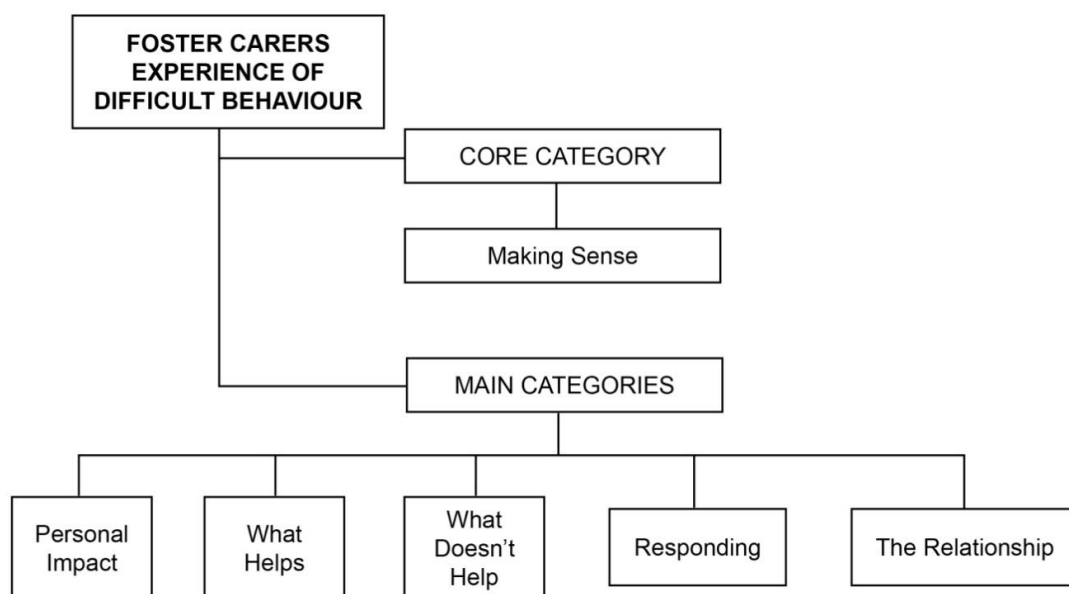 FOSTER CARERS
EXPERIENCE OF
DIFFICULT BEHAVIOUR
CORE CATEGORY
Making Sense
MAIN CATEGORIES
Personal
Impact
What
Helps
What
Doesn’t
Help
Responding
The Relationship